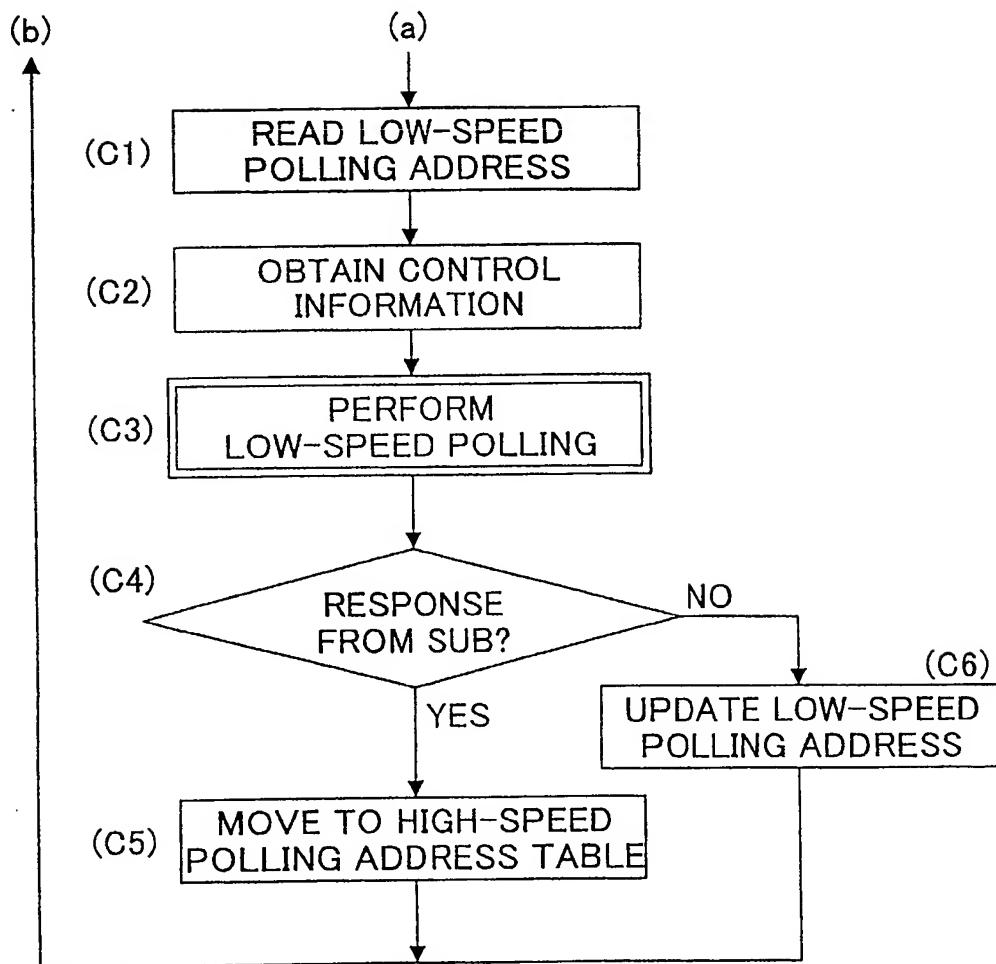 (b)
(a)
(C1)
READ LOW-SPEED
POLLING ADDRESS
(C2)
OBTAIN CONTROL
INFORMATION
(C3)
PERFORM
LOW-SPEED POLLING
(C4)
RESPONSE
FROM SUB?
NO
YES
(C6)
UPDATE LOW-SPEED
POLLING ADDRESS
(C5)
MOVE TO HIGH-SPEED
POLLING ADDRESS TABLE